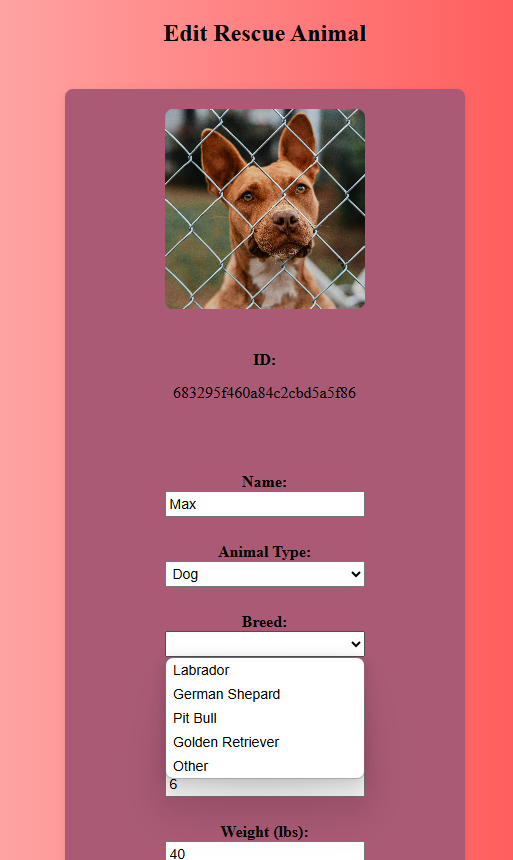 Edit Rescue Animal
ID:
683295f460a84c2cbd5a5f86
Name:
Max
Animal Type:
Dog
Breed:
Labrador
German Shepard
Pit Bull
Golden Retriever
Other
6
Weight (lbs):
40